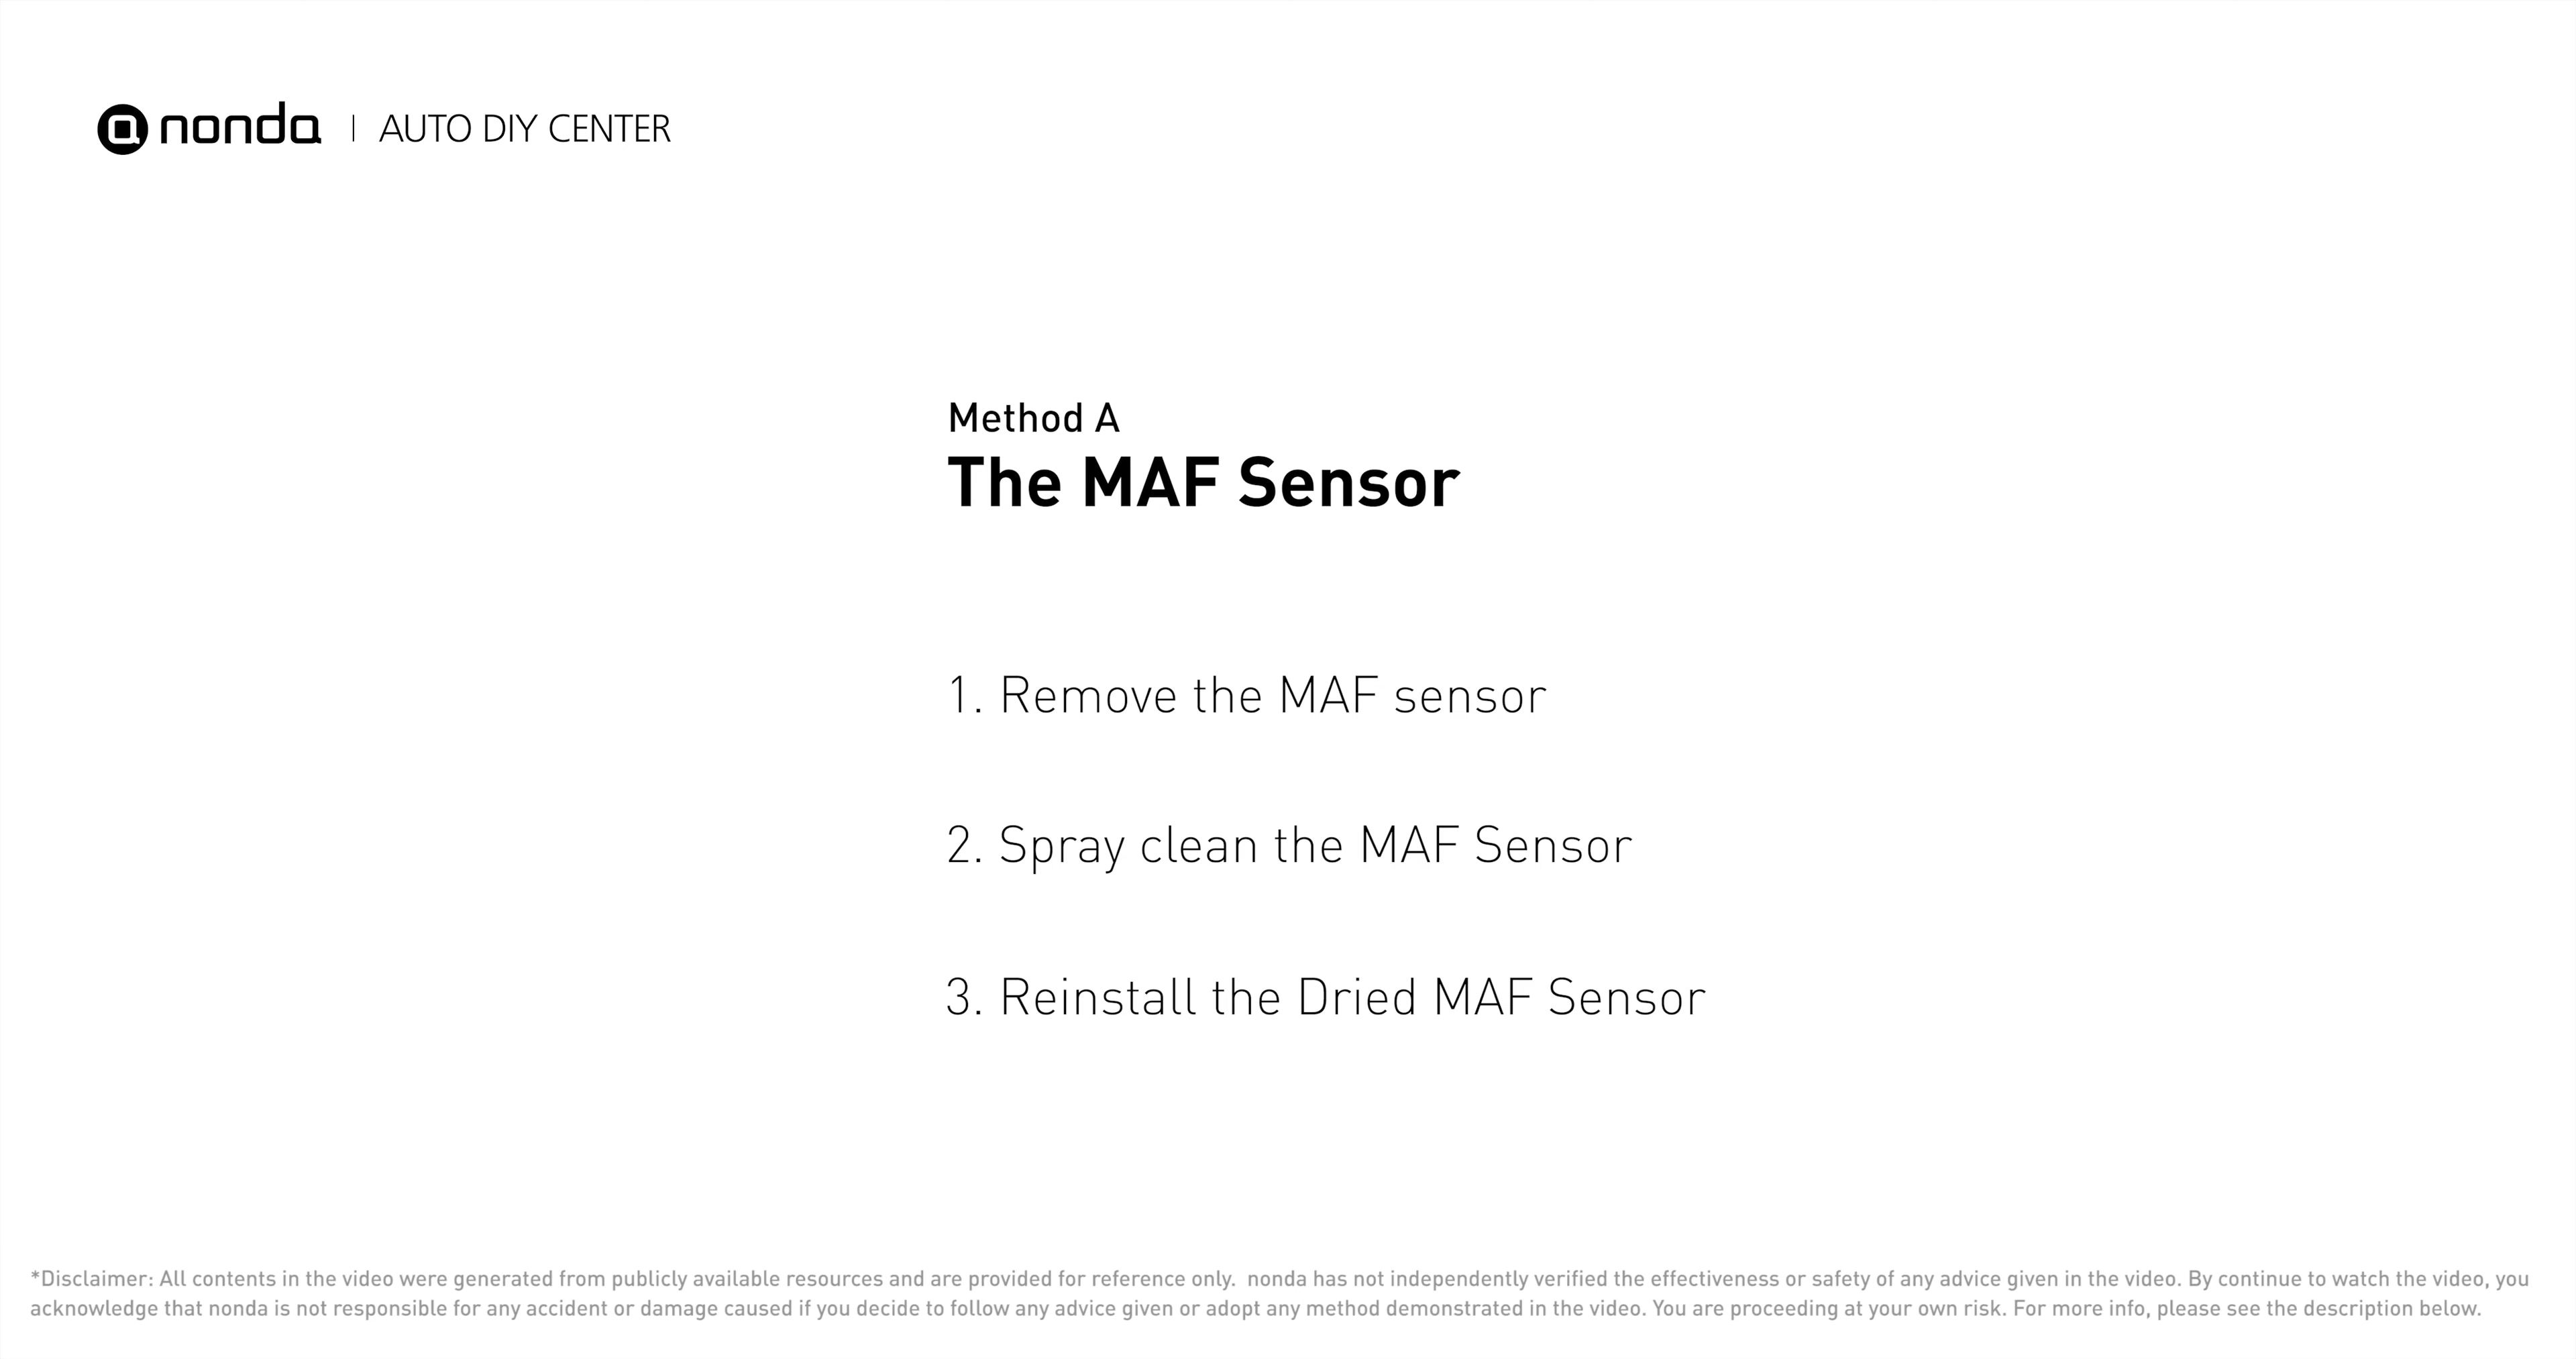 nonda | AUTO DIY CENTER
Method A
The MAF Sensor
1. Remove the MAF sensor
2. Spray clean the MAF Sensor
3. Reinstall the Dried MAF Sensor
*Disclaimer: All contents in the video were generated from publicly available resources and are provided for reference only.  nonda has not independently verified the effectiveness or safety of any advice given in the video. By continue to watch the video, you
acknowledge that nonda is not responsible for any accident or damage caused if you decide to follow any advice given or adopt any method demonstrated in the video. You are proceeding at your own risk. For more info, please see the description below.